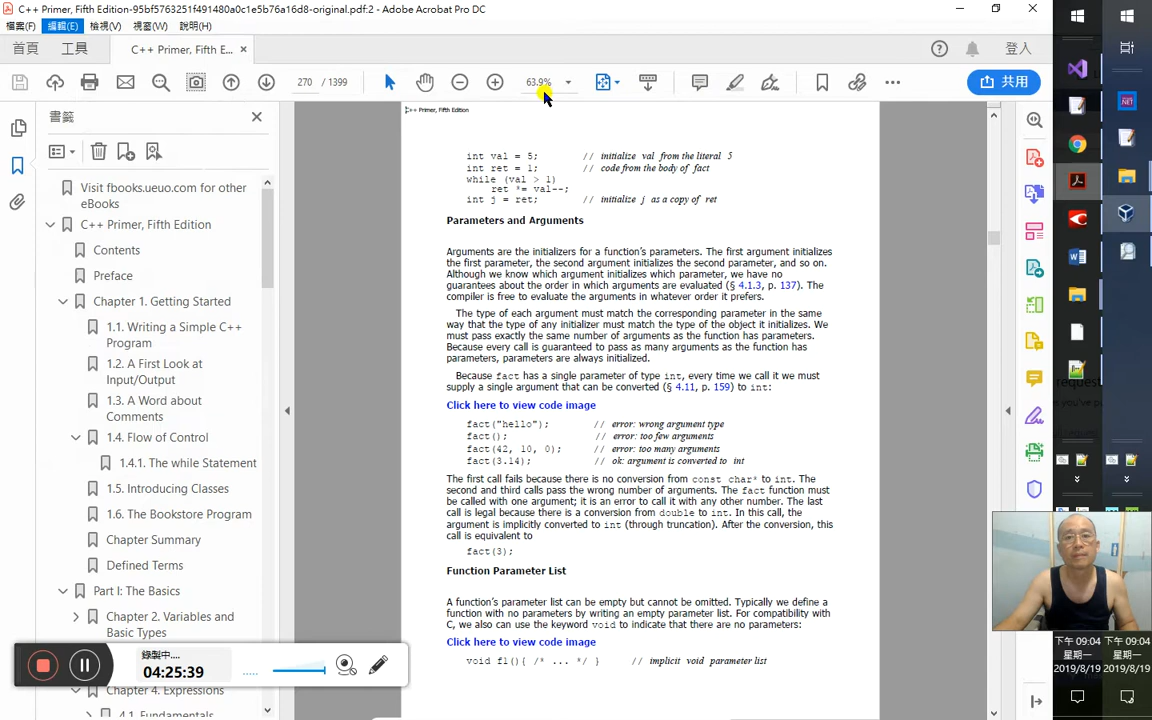 C++ Primer, Fifth Edition-95bf5763251f491480a0c1e5b76a16d8-original.pdf:2 - Adobe Acrobat Pro DC
檔案(F) 編輯(E) 檢視(V) 視窗(W) 說明(H)
首頁 工具 C++ Primer, Fifth E... × 登入
270 / 1399 63.9% 共用
書籤
Visit fbooks.ueuo.com for other
eBooks
C++ Primer, Fifth Edition
Contents
Preface
Chapter 1. Getting Started
1.1. Writing a Simple C++
Program
1.2. A First Look at
Input/Output
1.3. A Word about
Comments
1.4. Flow of Control
1.4.1. The while Statement
1.5. Introducing Classes
1.6. The Bookstore Program
Chapter Summary
Defined Terms
Part I: The Basics
Chapter 2. Variables and
Basic Types
Chapter 4. Expressions
4.1. Fundamentals
C++ Primer, Fifth Edition
int val = 5; // initialize val from the literal 5
int ret = 1; // code from the body of fact
while (val > 1)
ret *= val--;
int j = ret; // initialize j as a copy of ret
Parameters and Arguments
Arguments are the initializers for a function's parameters. The first argument initializes
the first parameter, the second argument initializes the second parameter, and so on.
Although we know which argument initializes which parameter, we have no
guarantees about the order in which arguments are evaluated (§ 4.1.3, p. 137). The
compiler is free to evaluate the arguments in whatever order it prefers.
The type of each argument must match the corresponding parameter in the same
way that the type of any initializer must match the type of the object it initializes. We
must pass exactly the same number of arguments as the function has parameters.
Because every call is guaranteed to pass as many arguments as the function has
parameters, parameters are always initialized.
Because fact has a single parameter of type int, every time we call it we must
supply a single argument that can be converted (§ 4.11, p. 159) to int:
Click here to view code image
fact("hello"); // error: wrong argument type
fact(); // error: too few arguments
fact(42, 10, 0); // error: too many arguments
fact(3.14); // ok: argument is converted to int
The first call fails because there is no conversion from const char* to int. The
second and third calls pass the wrong number of arguments. The fact function must
be called with one argument; it is an error to call it with any other number. The last
call is legal because there is a conversion from double to int. In this call, the
argument is implicitly converted to int (through truncation). After the conversion, this
call is equivalent to
fact(3);
Function Parameter List
A function's parameter list can be empty but cannot be omitted. Typically we define a
function with no parameters by writing an empty parameter list. For compatibility with
C, we also can use the keyword void to indicate that there are no parameters:
Click here to view code image
void f1(){ /* ... */ } // implicit void parameter list
錄製中....
04:25:39
request
.NET
下午 09:04 下午 09:04
星期一 星期一
2019/8/19 2019/8/19